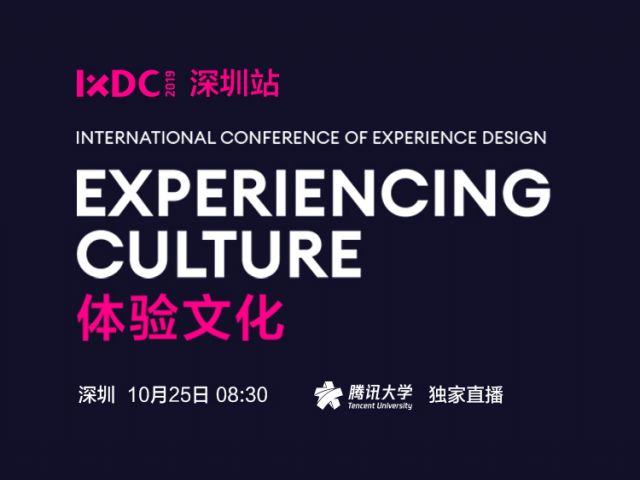 IXDC 2019 深圳站
INTERNATIONAL CONFERENCE OF EXPERIENCE DESIGN
EXPERIENCING
CULTURE
体验文化
深圳 10月25日 08:30 腾讯大学 独家直播
Tencent University